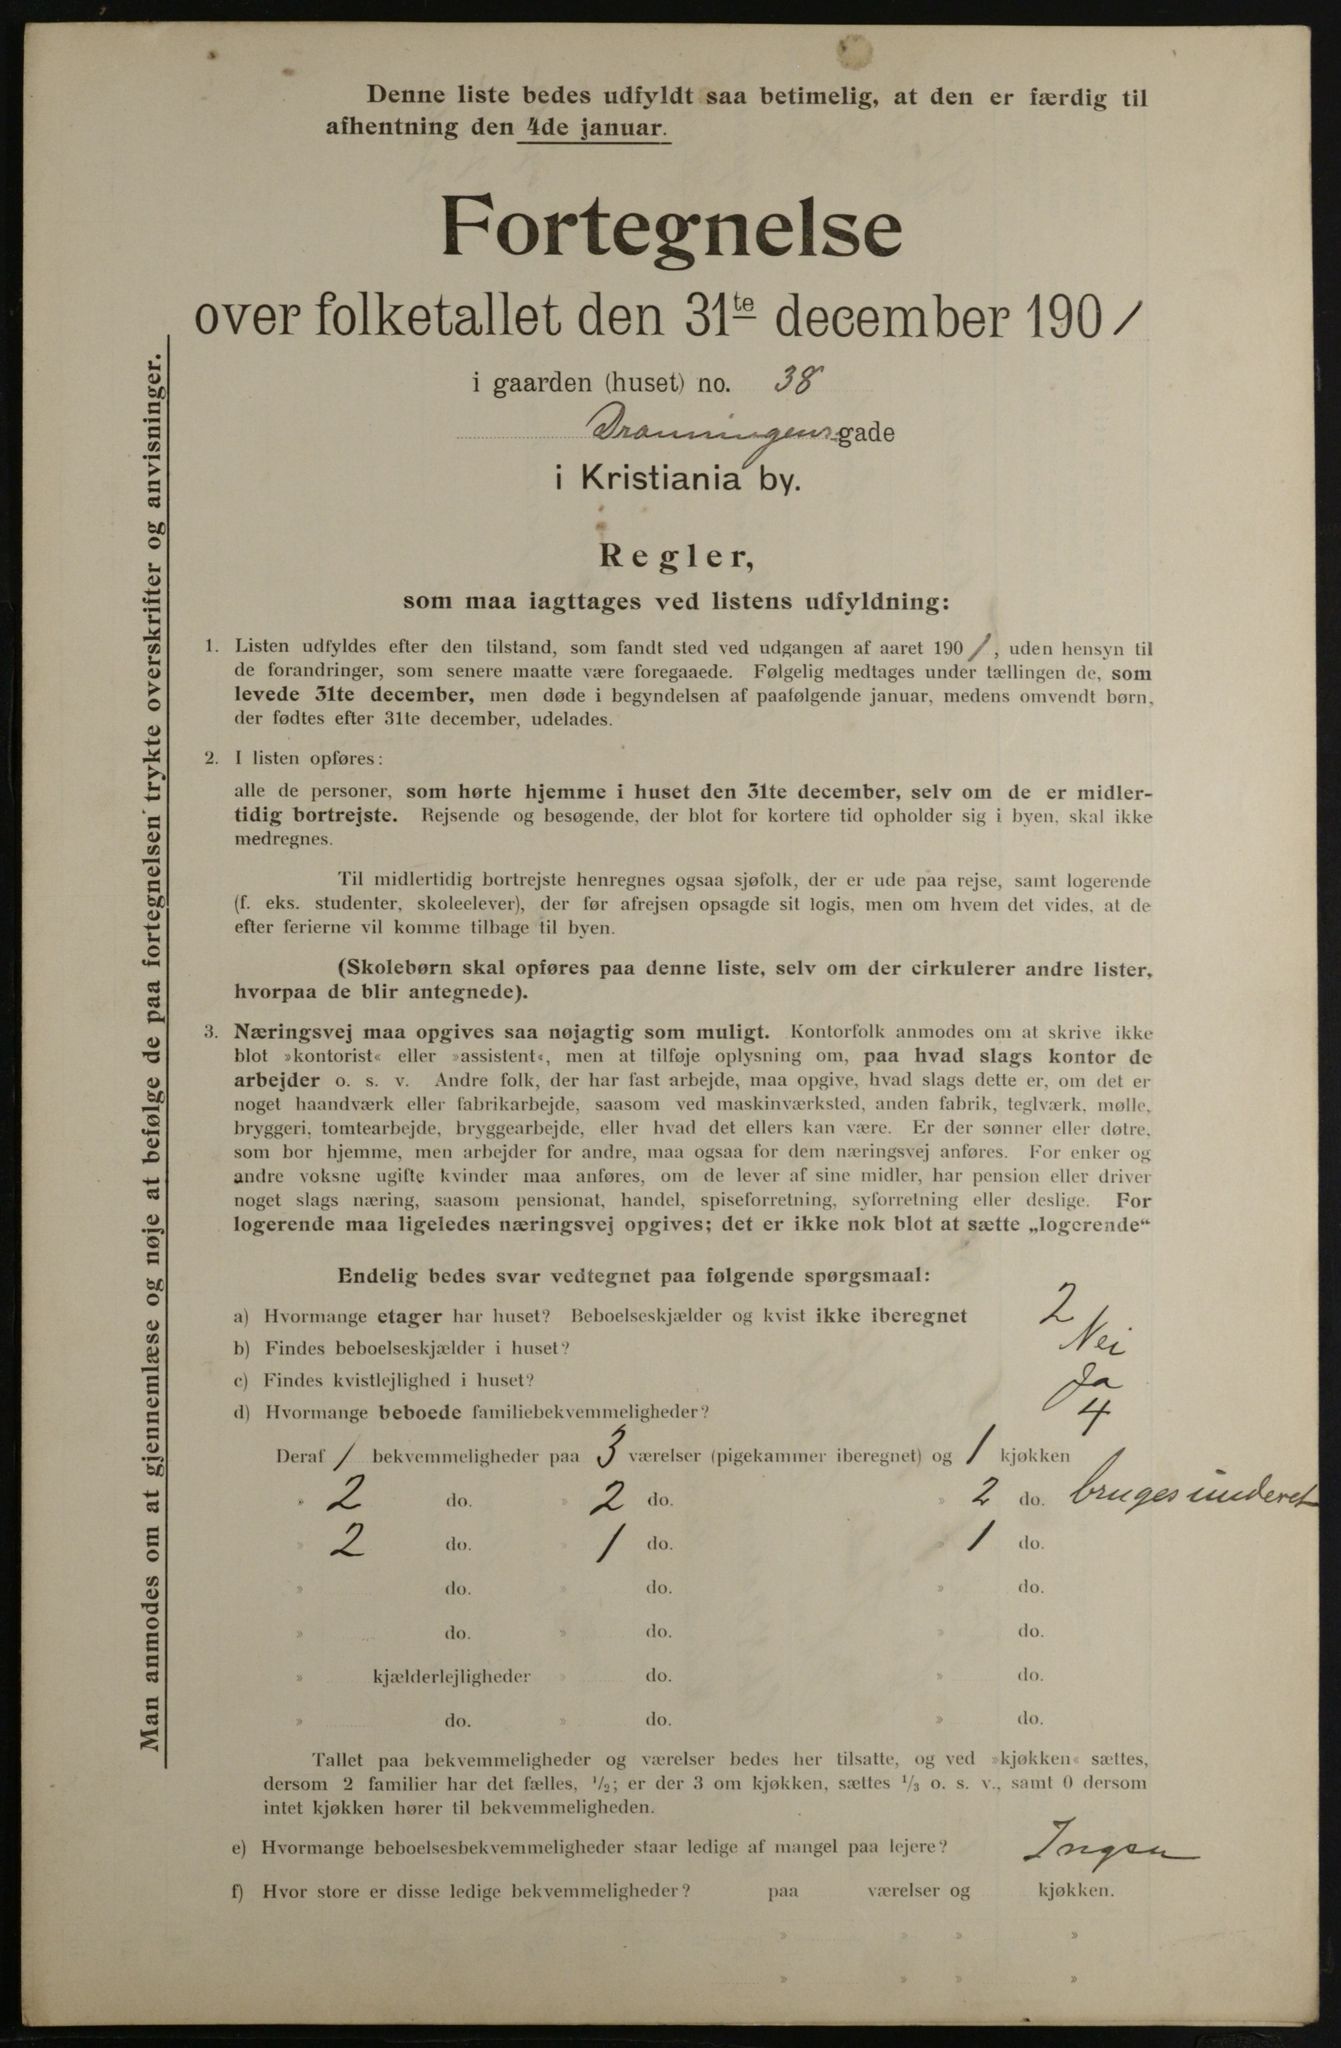 Denne liste bedes udfyldt saa betimelig, at den er færdig til
afhentning den 4de januar.
Fortegnelse
over folketallet den 31te december 1901
i gaarden (huset) no. 38
Dronningensgade
i Kristiania by.
Regler,
som maa iagttages ved listens udfyldning:
1. Listen udfyldes efter den tilstand, som fandt sted ved udgangen af aaret 1901, uden hensyn til
de forandringer, som senere maatte være foregaaede. Følgelig medtages under tællingen de, som
levede 31te december, men døde i begyndelsen af paafølgende januar, medens omvendt børn,
der fødtes efter 31te december, udelades.
2. I listen opføres:
alle de personer, som hørte hjemme i huset den 31te december, selv om de er midler-
tidig bortrejste. Rejsende og besøgende, der blot for kortere tid opholder sig i byen, skal ikke
medregnes.
Til midlertidig bortrejste henregnes ogsaa sjøfolk, der er ude paa rejse, samt logerende
(f. eks. studenter, skoleelever), der før afrejsen opsagde sit logis, men om hvem det vides, at de
efter ferierne vil komme tilbage til byen.
(Skolebørn skal opføres paa denne liste, selv om der cirkulerer andre lister,
hvorpaa de blir antegnede).
3. Næringsvej maa opgives saa nøjagtig som muligt. Kontorfolk anmodes om at skrive ikke
blot »kontorist« eller »assistent«, men at tilføje oplysning om, paa hvad slags kontor de
arbejder o. s. v. Andre folk, der har fast arbejde, maa opgive, hvad slags dette er, om det er
noget haandværk eller fabrikarbejde, saasom ved maskinværksted, anden fabrik, teglværk, mølle,
bryggeri, tomtearbejde, bryggearbejde, eller hvad det ellers kan være. Er der sønner eller døtre,
som bor hjemme, men arbejder for andre, maa ogsaa for dem næringsvej anføres. For enker og
andre voksne ugifte kvinder maa anføres, om de lever af sine midler, har pension eller driver
noget slags næring, saasom pensionat, handel, spiseforretning, syforretning eller deslige. For
logerende maa ligeledes næringsvej opgives; det er ikke nok blot at sætte „logerende“
Endelig bedes svar vedtegnet paa følgende spørgsmaal:
a) Hvormange etager har huset? Beboelseskjælder og kvist ikke iberegnet 2
b) Findes beboelseskjælder i huset? Nei
c) Findes kvistlejlighed i huset? Ja
d) Hvormange beboede familiebekvemmeligheder? 4
Deraf 1 bekvemmeligheder paa 3 værelser (pigekammer iberegnet) og 1 kjøkken
» 2 do. » 2 do. » 2 do. bruges underet
» 2 do. » 1 do. » 1 do.
» do. » do. » do.
» do. » do. » do.
» kjælderlejligheder » do. » do.
» do. » do. » do.
Tallet paa bekvemmeligheder og værelser bedes her tilsatte, og ved »kjøkken« sættes,
dersom 2 familier har det fælles, 1/2; er der 3 om kjøkken, sættes 1/3 o. s. v., samt 0 dersom
intet kjøkken hører til bekvemmeligheden.
e) Hvormange beboelsesbekvemmeligheder staar ledige af mangel paa lejere? Ingen
f) Hvor store er disse ledige bekvemmeligheder? paa værelser og kjøkken.
» » » »
» » » »
Man anmodes om at gjennemlæse og nøje at befølge de paa fortegnelsen trykte overskrifter og anvisninger.